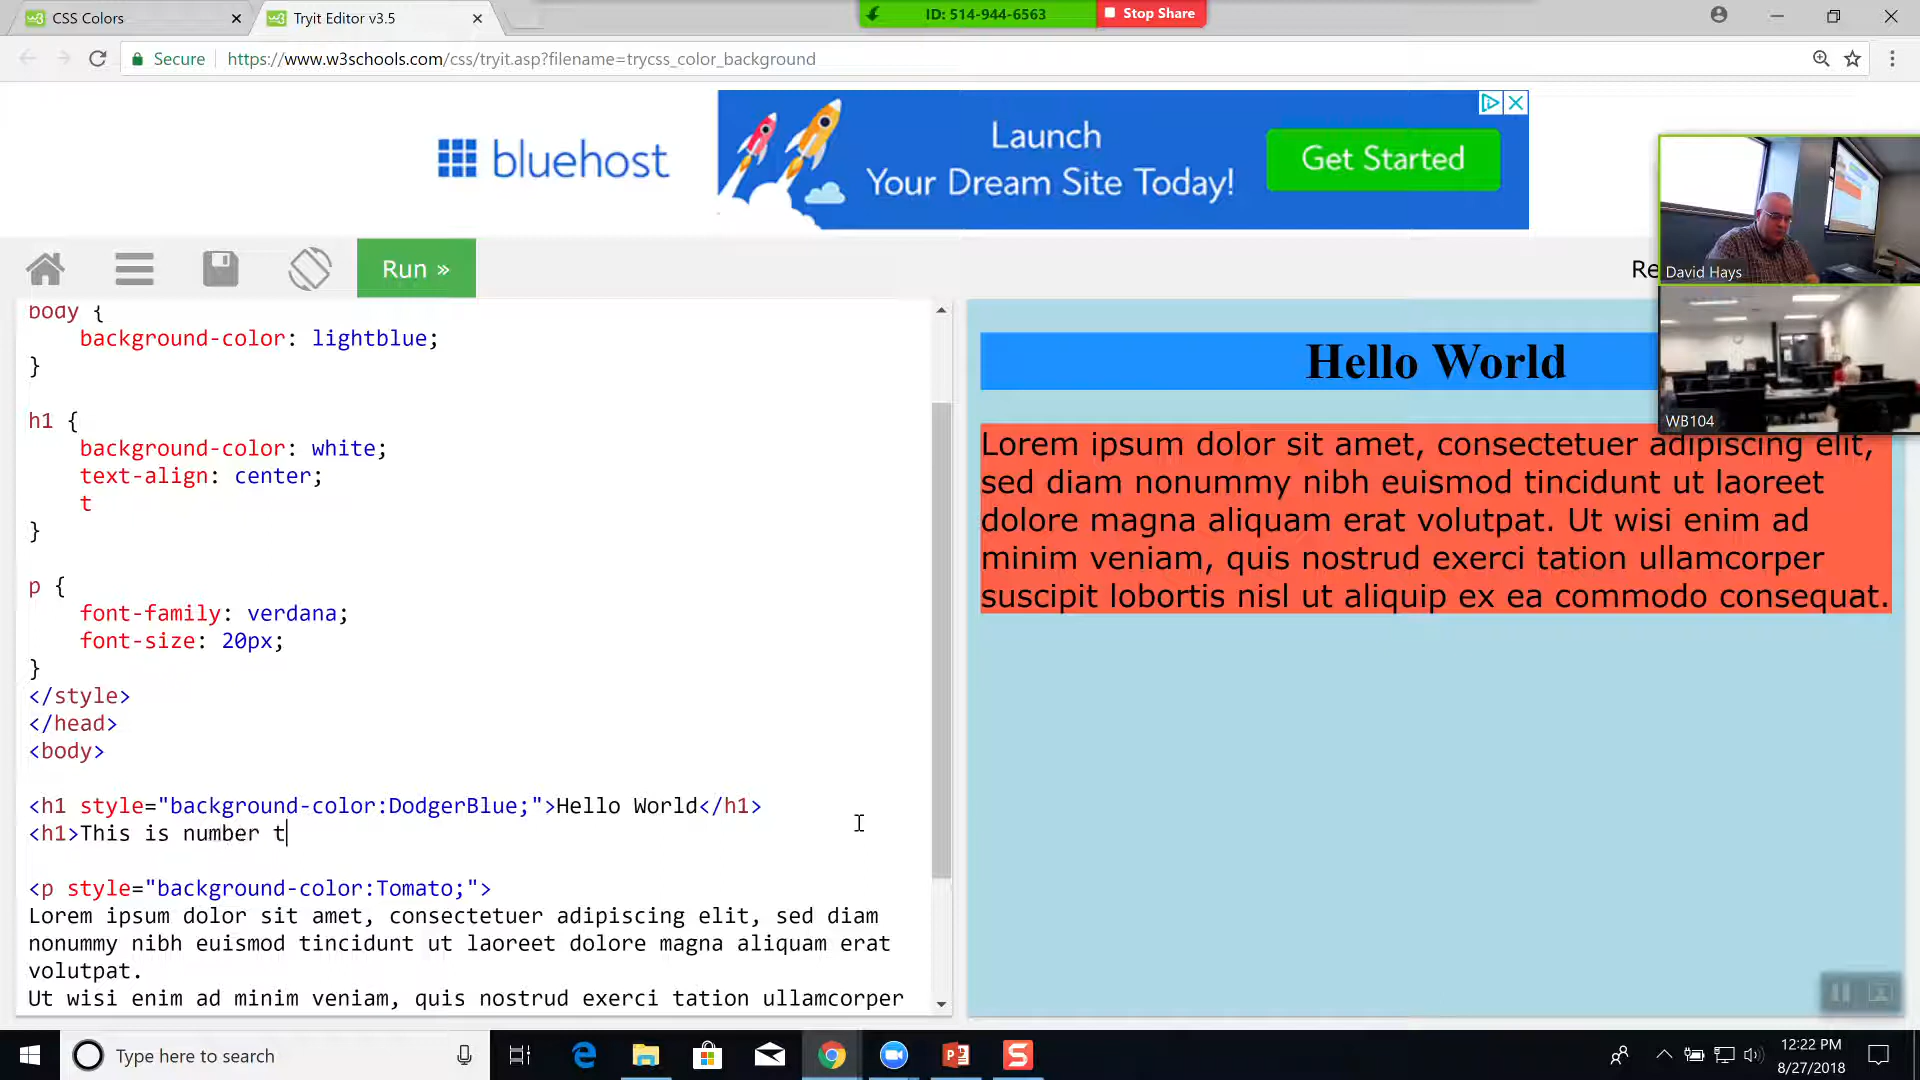 CSS Colors
Tryit Editor v3.5
ID: 514-944-6563
Stop Share
Secure
https://www.w3schools.com/css/tryit.asp?filename=trycss_color_background
bluehost
Launch
Your Dream Site Today!
Get Started
Run »
Re
David Hays
WB104
body {
background-color: lightblue;
}
h1 {
background-color: white;
text-align: center;
t
}
p {
font-family: verdana;
font-size: 20px;
}
</style>
</head>
<body>
<h1 style="background-color:DodgerBlue;">Hello World</h1>
<h1>This is number t
<p style="background-color:Tomato;">
Lorem ipsum dolor sit amet, consectetuer adipiscing elit, sed diam
nonummy nibh euismod tincidunt ut laoreet dolore magna aliquam erat
volutpat.
Ut wisi enim ad minim veniam, quis nostrud exerci tation ullamcorper
Hello World
Lorem ipsum dolor sit amet, consectetuer adipiscing elit,
sed diam nonummy nibh euismod tincidunt ut laoreet
dolore magna aliquam erat volutpat. Ut wisi enim ad
minim veniam, quis nostrud exerci tation ullamcorper
suscipit lobortis nisl ut aliquip ex ea commodo consequat.
Type here to search
12:22 PM
8/27/2018